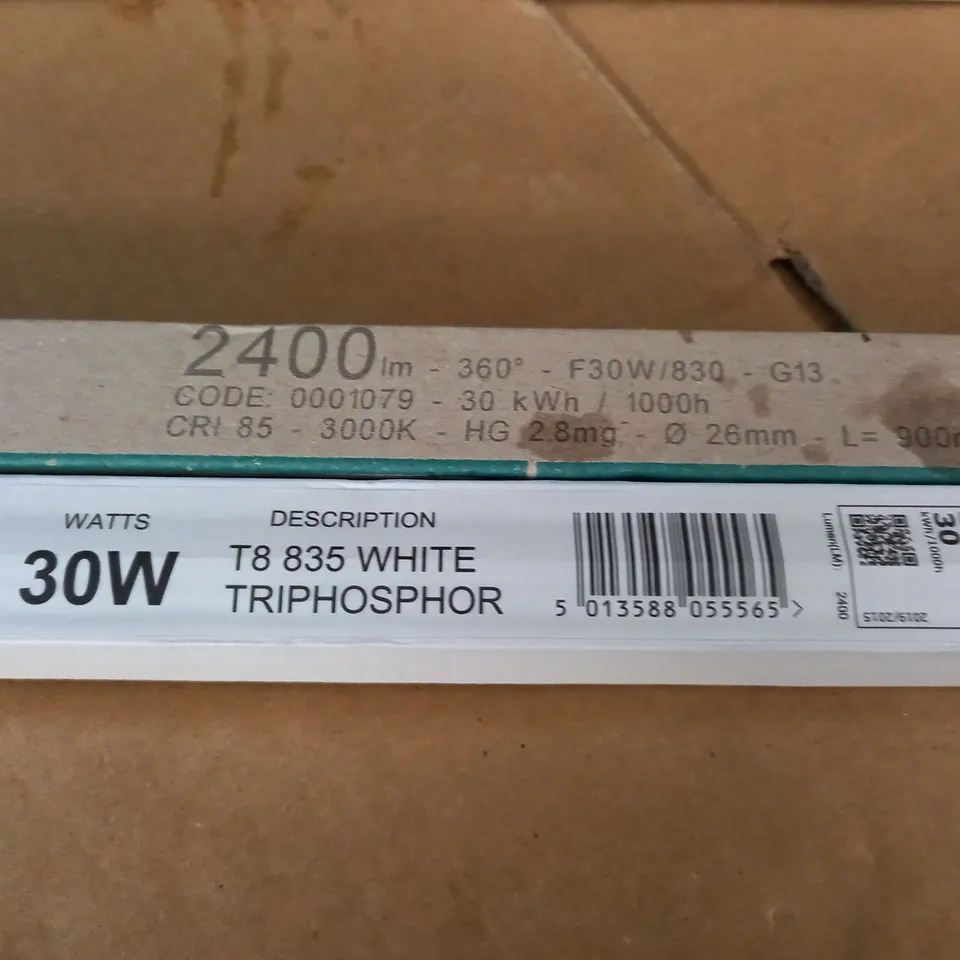 2400lm - 360° - F30W/830 - G13
CODE: 0001079 - 30 kWh / 1000h
CRI 85 - 3000K - HG 2.8mg - Ø 26mm - L= 900
WATTS
30W
DESCRIPTION
T8 835 WHITE
TRIPHOSPHOR
5 013588 055565 >
30
kWh/1000h
Lumen(LM): 2400
2019/2015